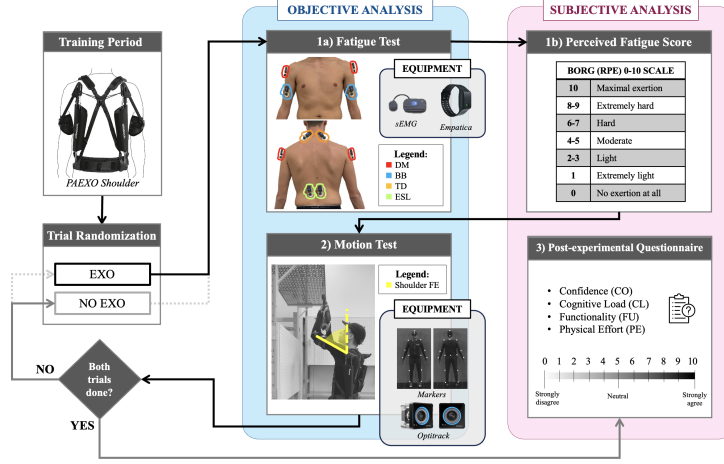 OBJECTIVE ANALYSIS
SUBJECTIVE ANALYSIS
Training Period
PAEXO Shoulder
1a) Fatigue Test
EQUIPMENT
sEMG
Empatica
Legend:
DM
BB
TD
ESL
1b) Perceived Fatigue Score
BORG (RPE) 0-10 SCALE
10 Maximal exertion
8-9 Extremely hard
6-7 Hard
4-5 Moderate
2-3 Light
1 Extremely light
0 No exertion at all
Trial Randomization
EXO
NO EXO
2) Motion Test
Legend:
Shoulder FE
EQUIPMENT
Markers
Optitrack
3) Post-experimental Questionnaire
• Confidence (CO)
• Cognitive Load (CL)
• Functionality (FU)
• Physical Effort (PE)
0 1 2 3 4 5 6 7 8 9 10
Strongly
disagree
Neutral
Strongly
agree
NO
Both
trials
done?
YES